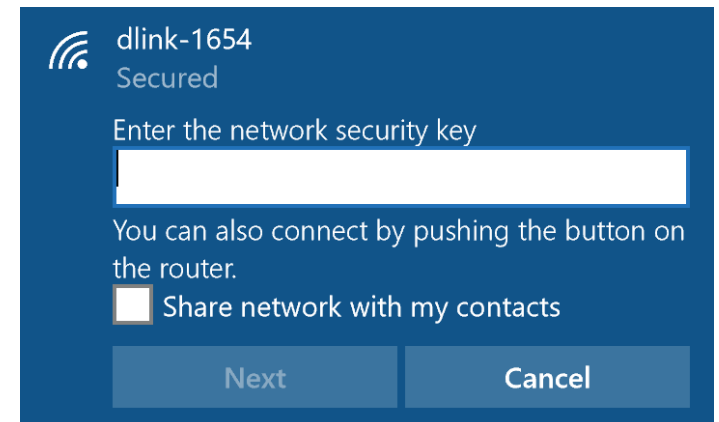 dlink-1654
Secured
Enter the network security key
You can also connect by pushing the button on
the router.
Share network with my contacts
Next
Cancel